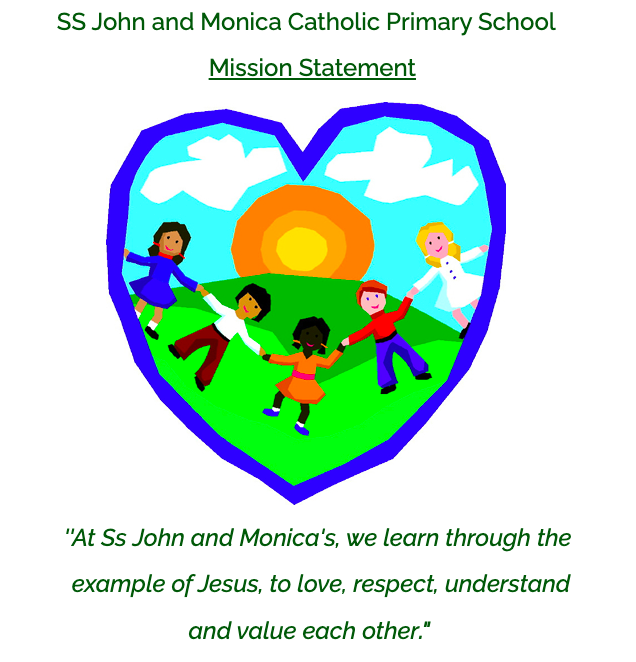 SS John and Monica Catholic Primary School
Mission Statement
''At Ss John and Monica's, we learn through the
example of Jesus, to love, respect, understand
and value each other."